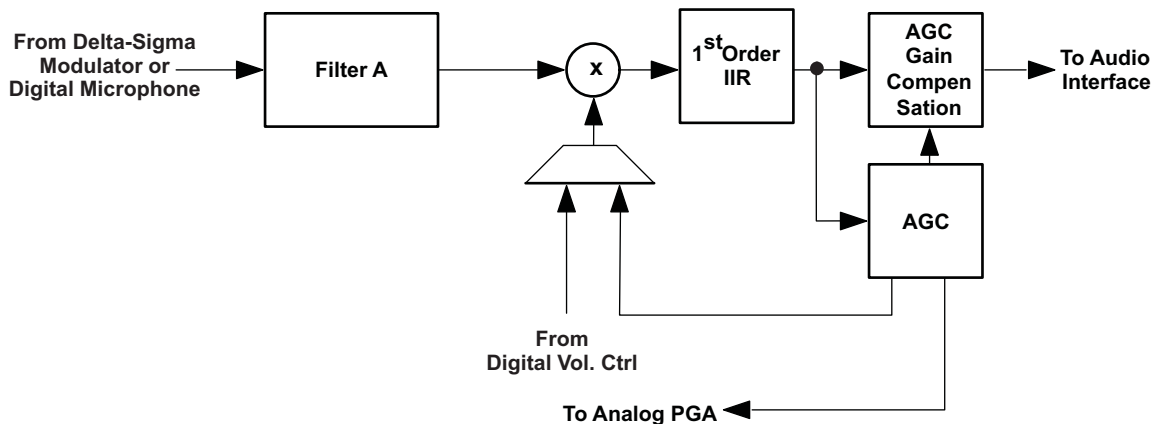 From Delta-Sigma
Modulator or
Digital Microphone
Filter A
x
1st Order
IIR
AGC
Gain
Compen
Sation
To Audio
Interface
AGC
From
Digital Vol. Ctrl
To Analog PGA